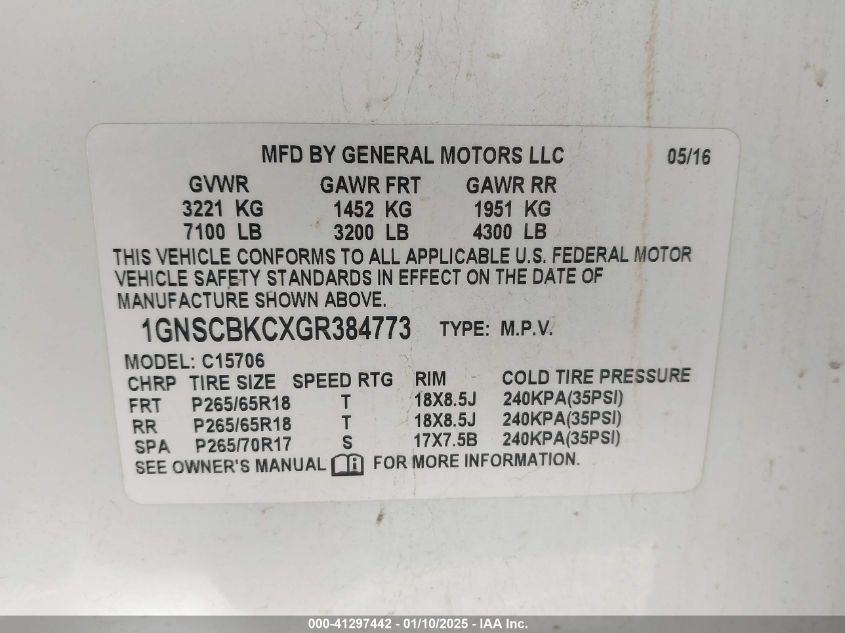 MFD BY GENERAL MOTORS LLC 05/16
GVWR GAWR FRT GAWR RR
3221 KG 1452 KG 1951 KG
7100 LB 3200 LB 4300 LB
THIS VEHICLE CONFORMS TO ALL APPLICABLE U.S. FEDERAL MOTOR
VEHICLE SAFETY STANDARDS IN EFFECT ON THE DATE OF
MANUFACTURE SHOWN ABOVE.
1GNSCBKCXGR384773 TYPE: M.P.V.
MODEL: C15706
CHRP TIRE SIZE SPEED RTG RIM COLD TIRE PRESSURE
FRT P265/65R18 T 18X8.5J 240KPA(35PSI)
RR P265/65R18 T 18X8.5J 240KPA(35PSI)
SPA P265/70R17 S 17X7.5B 240KPA(35PSI)
SEE OWNER'S MANUAL FOR MORE INFORMATION.
000-41297442 - 01/10/2025 - IAA Inc.